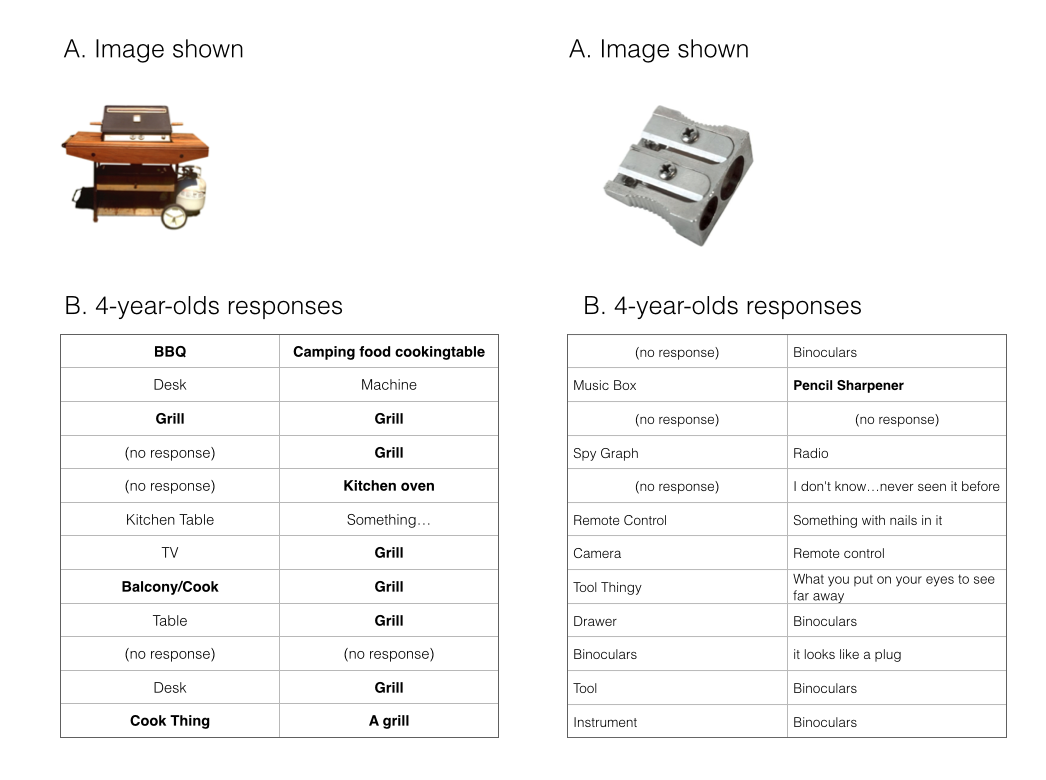 A. Image shown
B. 4-year-olds responses
BBQ Camping food cookingtable
Desk Machine
Grill Grill
(no response) Grill
(no response) Kitchen oven
Kitchen Table Something…
TV Grill
Balcony/Cook Grill
Table Grill
(no response) (no response)
Desk Grill
Cook Thing A grill
A. Image shown
B. 4-year-olds responses
(no response) Binoculars
Music Box Pencil Sharpener
(no response) (no response)
Spy Graph Radio
(no response) I don't know…never seen it before
Remote Control Something with nails in it
Camera Remote control
Tool Thingy What you put on your eyes to see
far away
Drawer Binoculars
Binoculars it looks like a plug
Tool Binoculars
Instrument Binoculars